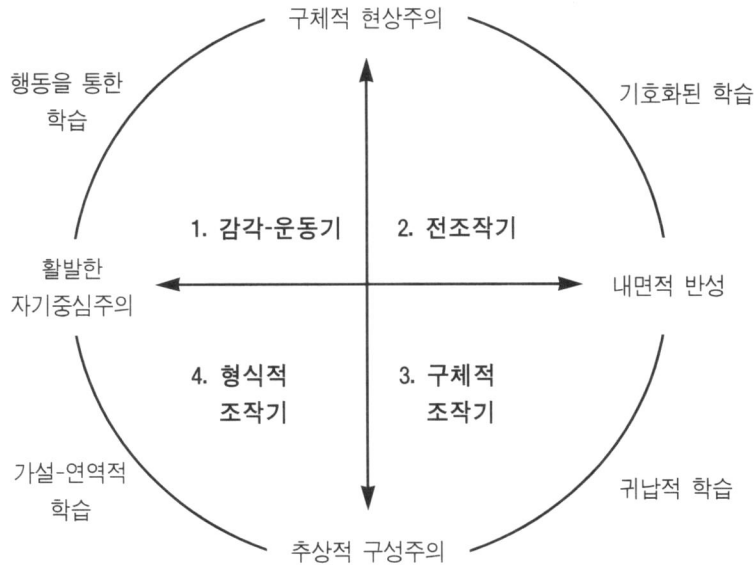 구체적 현상주의
행동을 통한
학습
기호화된 학습
1. 감각-운동기
2. 전조작기
활발한
자기중심주의
내면적 반성
4. 형식적
조작기
3. 구체적
조작기
가설-연역적
학습
귀납적 학습
추상적 구성주의